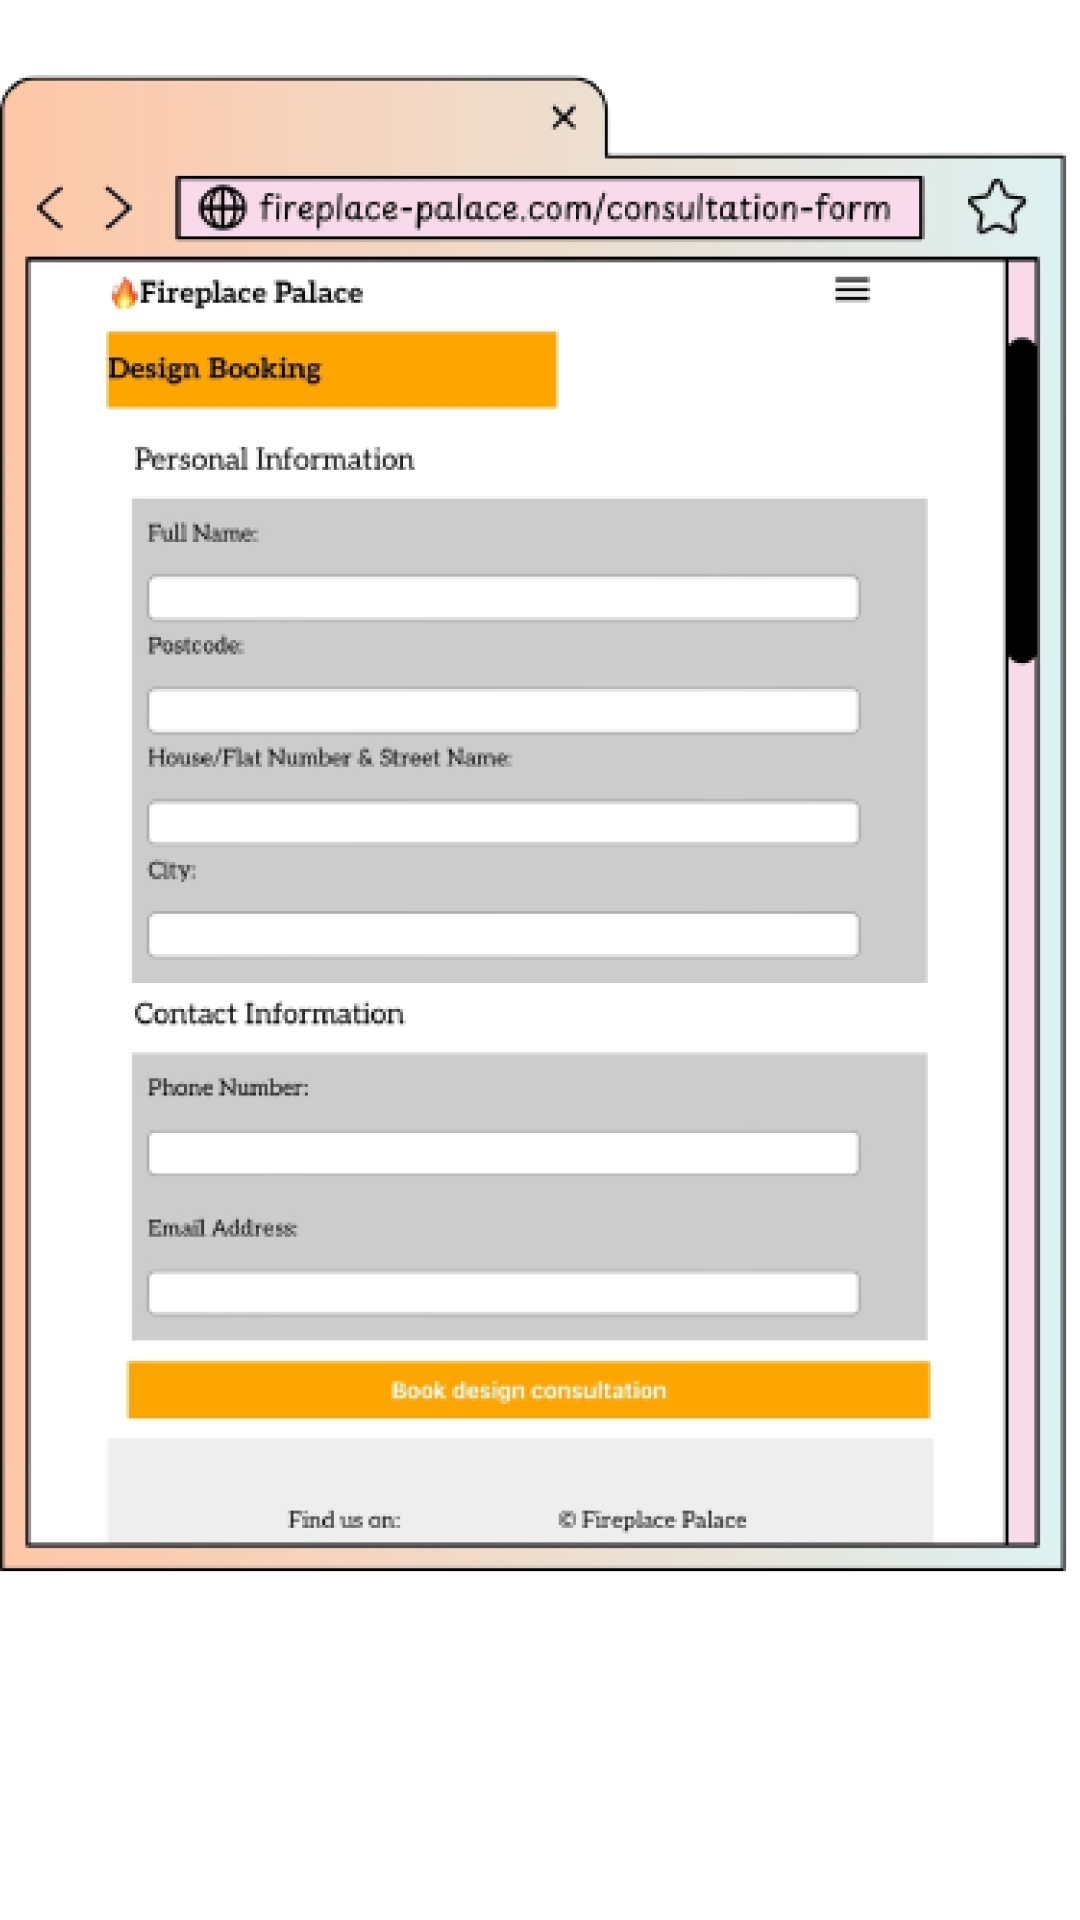 fireplace-palace.com/consultation-form
🔥Fireplace Palace
Design Booking
Personal Information
Full Name:
Postcode:
House/Flat Number & Street Name:
City:
Contact Information
Phone Number:
Email Address:
Book design consultation
Find us on: © Fireplace Palace